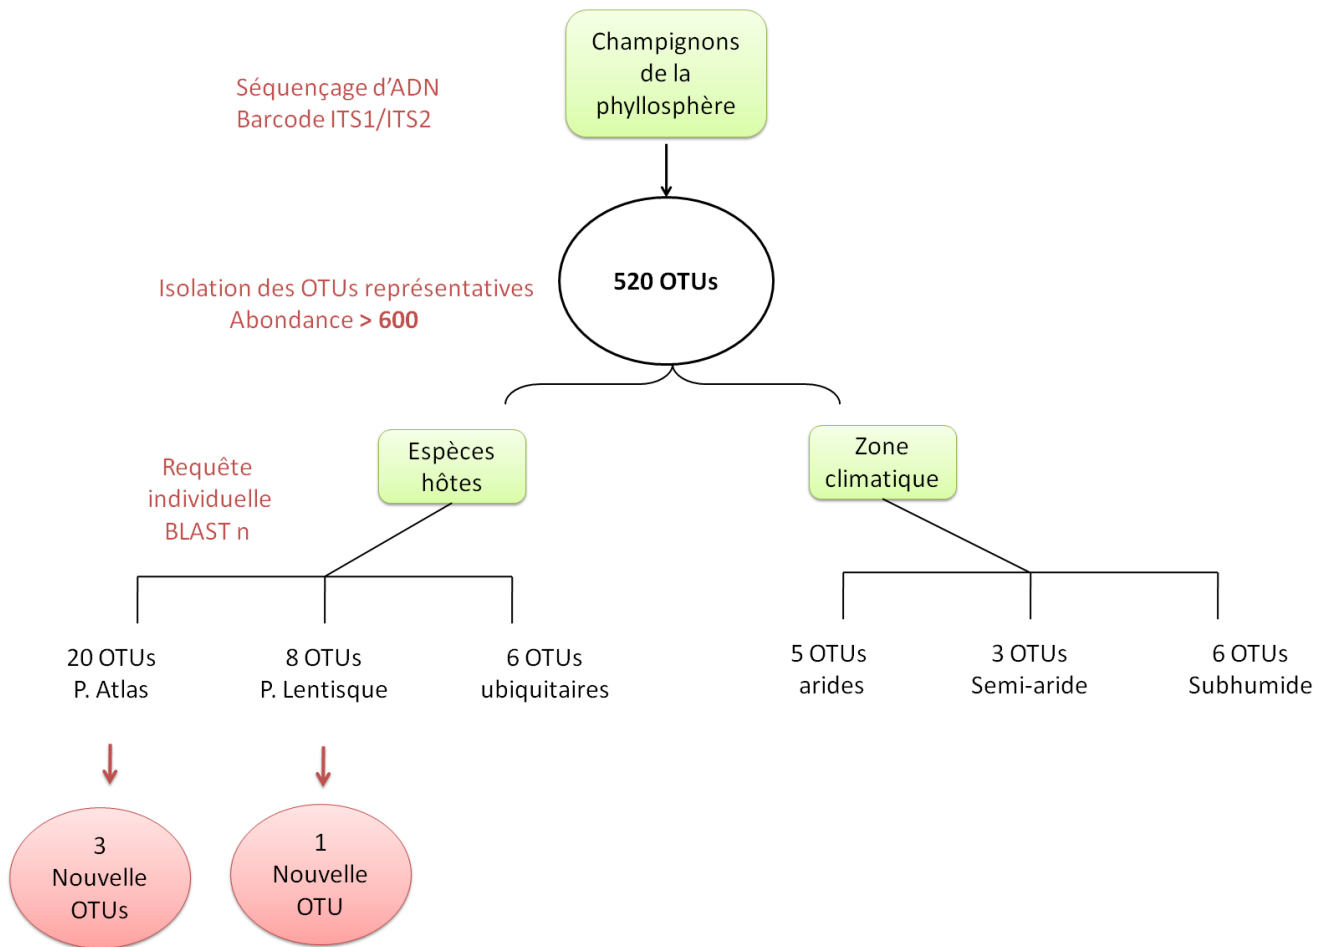 Champignons
de la
phyllosphère
Séquençage d’ADN
Barcode ITS1/ITS2
520 OTUs
Isolation des OTUs représentatives
Abondance > 600
Espèces
hôtes
Zone
climatique
Requête
individuelle
BLAST n
20 OTUs
P. Atlas
8 OTUs
P. Lentisque
6 OTUs
ubiquitaires
5 OTUs
arides
3 OTUs
Semi-aride
6 OTUs
Subhumide
3
Nouvelle
OTUs
1
Nouvelle
OTU